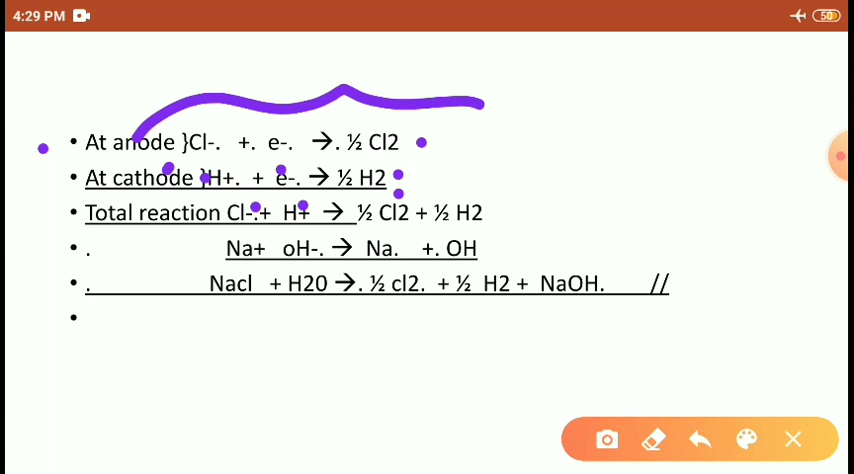 4:29 PM 50
• At anode }Cl-. +. e-. →. ½ Cl2
• At cathode }H+. + e-. → ½ H2
• Total reaction Cl-.+ H+ → ½ Cl2 + ½ H2
• . Na+ oH-. → Na. +. OH
• . Nacl + H20 →. ½ cl2. + ½ H2 + NaOH. //
•